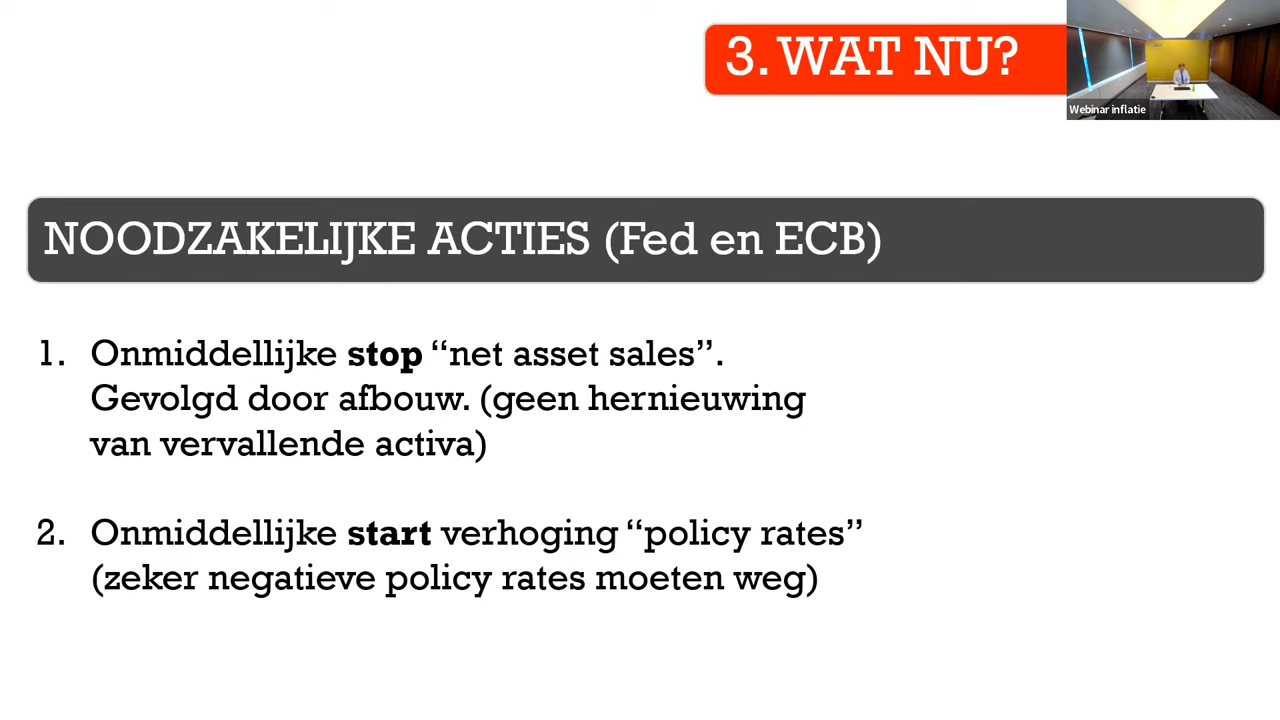 3. WAT NU?
Webinar inflatie
NOODZAKELIJKE ACTIES (Fed en ECB)
1. Onmiddellijke stop “net asset sales”.
Gevolgd door afbouw. (geen hernieuwing
van vervallende activa)
2. Onmiddellijke start verhoging “policy rates”
(zeker negatieve policy rates moeten weg)